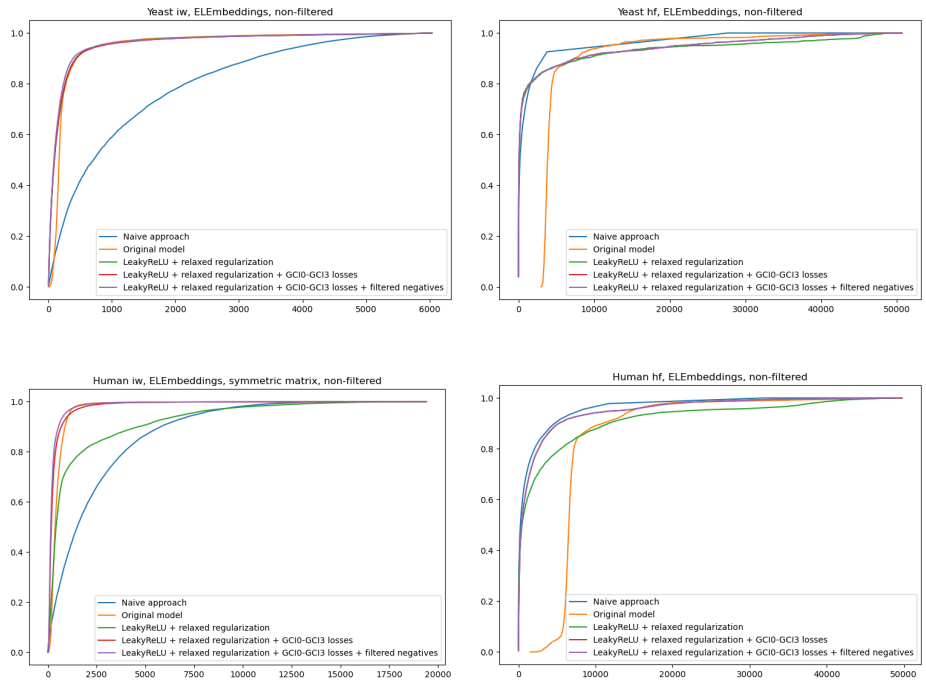 Yeast iw, ELEmbeddings, non-filtered
1.0
0.8
0.6
0.4
0.2
0.0
Naive approach
Original model
LeakyReLU + relaxed regularization
LeakyReLU + relaxed regularization + GCI0-GCI3 losses
LeakyReLU + relaxed regularization + GCI0-GCI3 losses + filtered negatives
0 1000 2000 3000 4000 5000 6000
Yeast hf, ELEmbeddings, non-filtered
1.0
0.8
0.6
0.4
0.2
0.0
Naive approach
Original model
LeakyReLU + relaxed regularization
LeakyReLU + relaxed regularization + GCI0-GCI3 losses
LeakyReLU + relaxed regularization + GCI0-GCI3 losses + filtered negatives
0 10000 20000 30000 40000 50000
Human iw, ELEmbeddings, symmetric matrix, non-filtered
1.0
0.8
0.6
0.4
0.2
0.0
Naive approach
Original model
LeakyReLU + relaxed regularization
LeakyReLU + relaxed regularization + GCI0-GCI3 losses
LeakyReLU + relaxed regularization + GCI0-GCI3 losses + filtered negatives
0 2500 5000 7500 10000 12500 15000 17500 20000
Human hf, ELEmbeddings, non-filtered
1.0
0.8
0.6
0.4
0.2
0.0
Naive approach
Original model
LeakyReLU + relaxed regularization
LeakyReLU + relaxed regularization + GCI0-GCI3 losses
LeakyReLU + relaxed regularization + GCI0-GCI3 losses + filtered negatives
0 10000 20000 30000 40000 50000